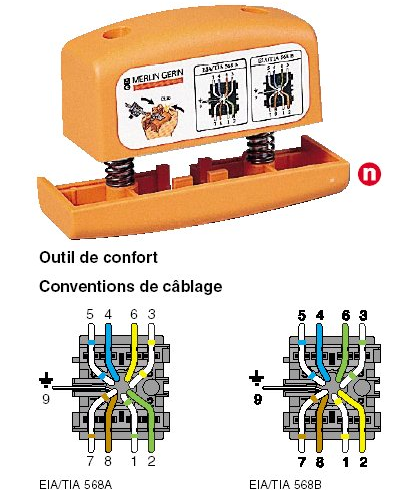 MERLIN GERIN
CLIC
EIA/TIA 568 A
EIA/TIA 568 B
n
Outil de confort
Conventions de câblage
5 4 6 3
9
7 8 1 2
EIA/TIA 568A
5 4 6 3
9
7 8 1 2
EIA/TIA 568B